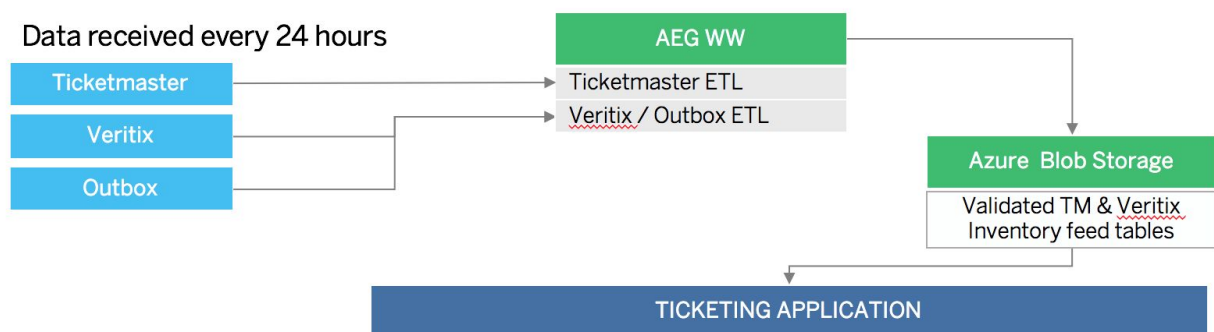 Data received every 24 hours
Ticketmaster
Veritix
Outbox
AEG WW
Ticketmaster ETL
Veritix / Outbox ETL
Azure Blob Storage
Validated TM & Veritix
Inventory feed tables
TICKETING APPLICATION